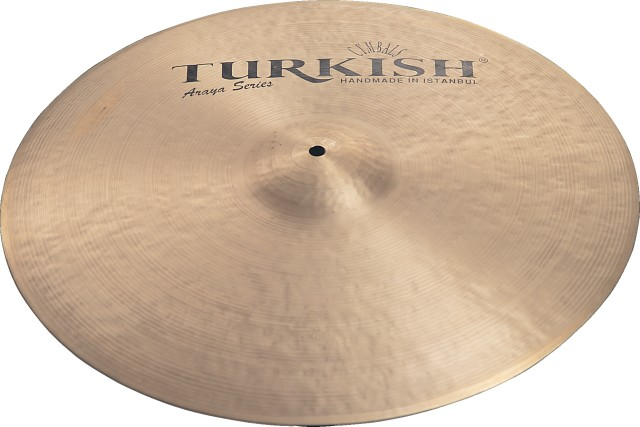 CYMBALS
TURKISH®
HANDMADE IN ISTANBUL
Araya Series